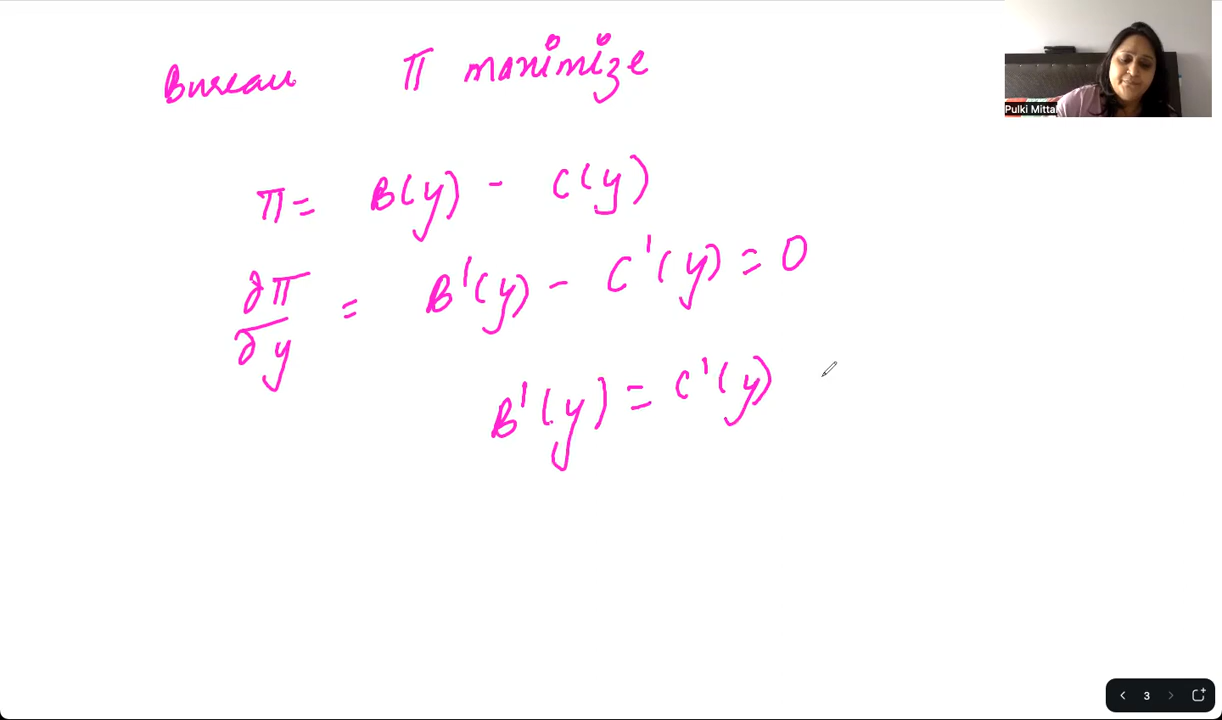 Bureau π maximize
π = B(y) - C(y)
∂π/∂y = B'(y) - C'(y) = 0
B'(y) = C'(y)
Pulki Mittal
3